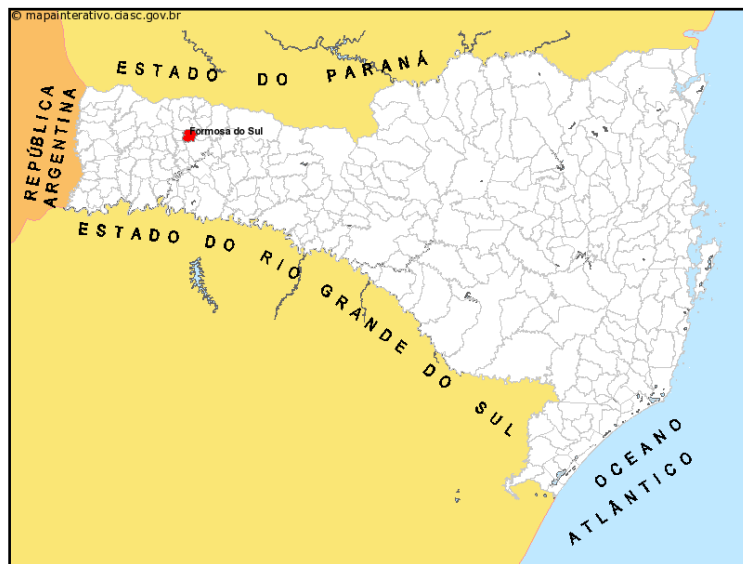 © mapainterativo.ciasc.gov.br
ESTADO DO PARANÁ
REPÚBLICA
ARGENTINA
Formosa do Sul
ESTADO DO RIO GRANDE DO SUL
OCEANO
ATLÂNTICO